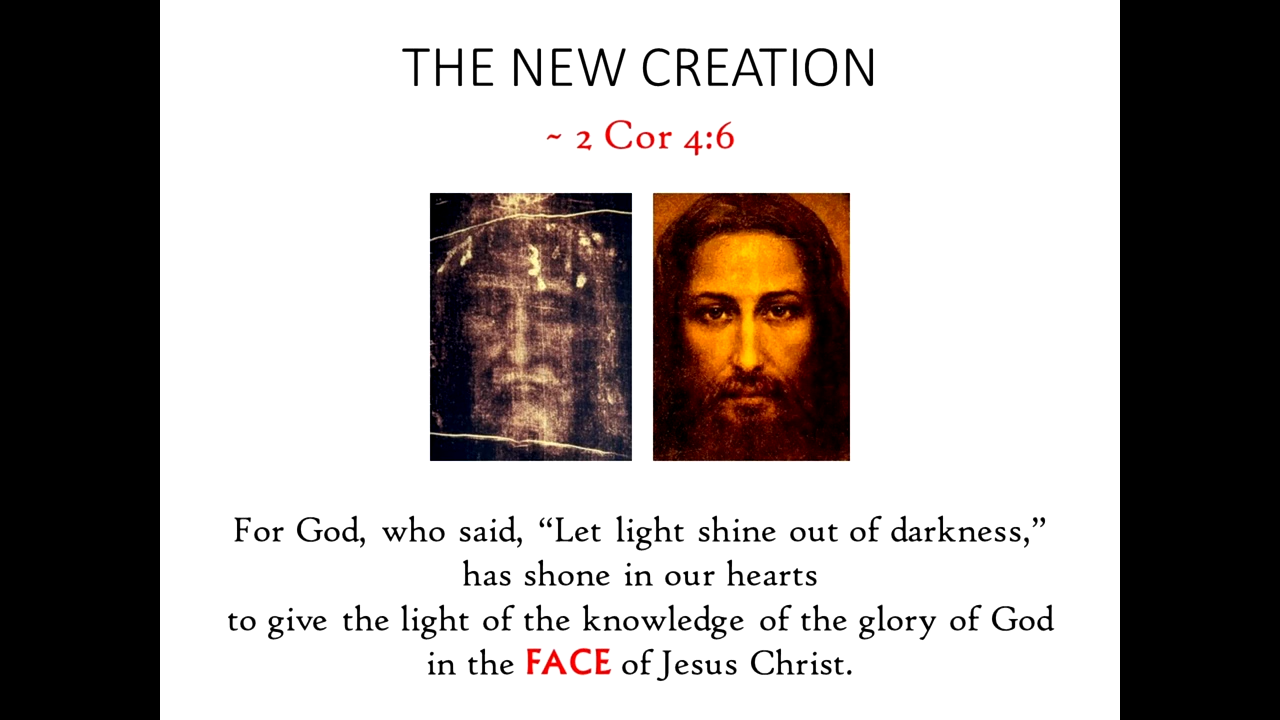 THE NEW CREATION
~ 2 Cor 4:6
For God, who said, “Let light shine out of darkness,”
has shone in our hearts
to give the light of the knowledge of the glory of God
in the FACE of Jesus Christ.